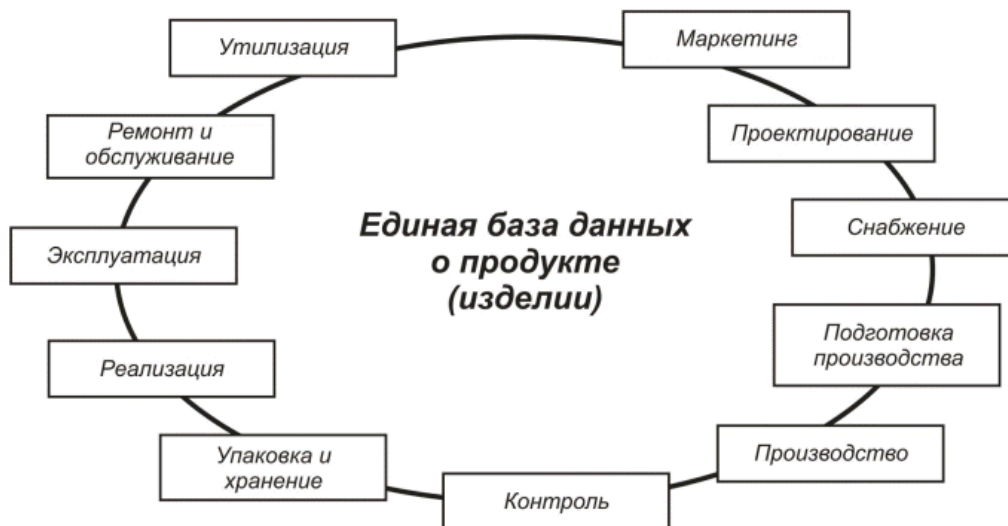 Утилизация
Маркетинг
Проектирование
Снабжение
Подготовка
производства
Производство
Контроль
Упаковка и
хранение
Реализация
Эксплуатация
Ремонт и
обслуживание
Единая база данных
о продукте
(изделии)